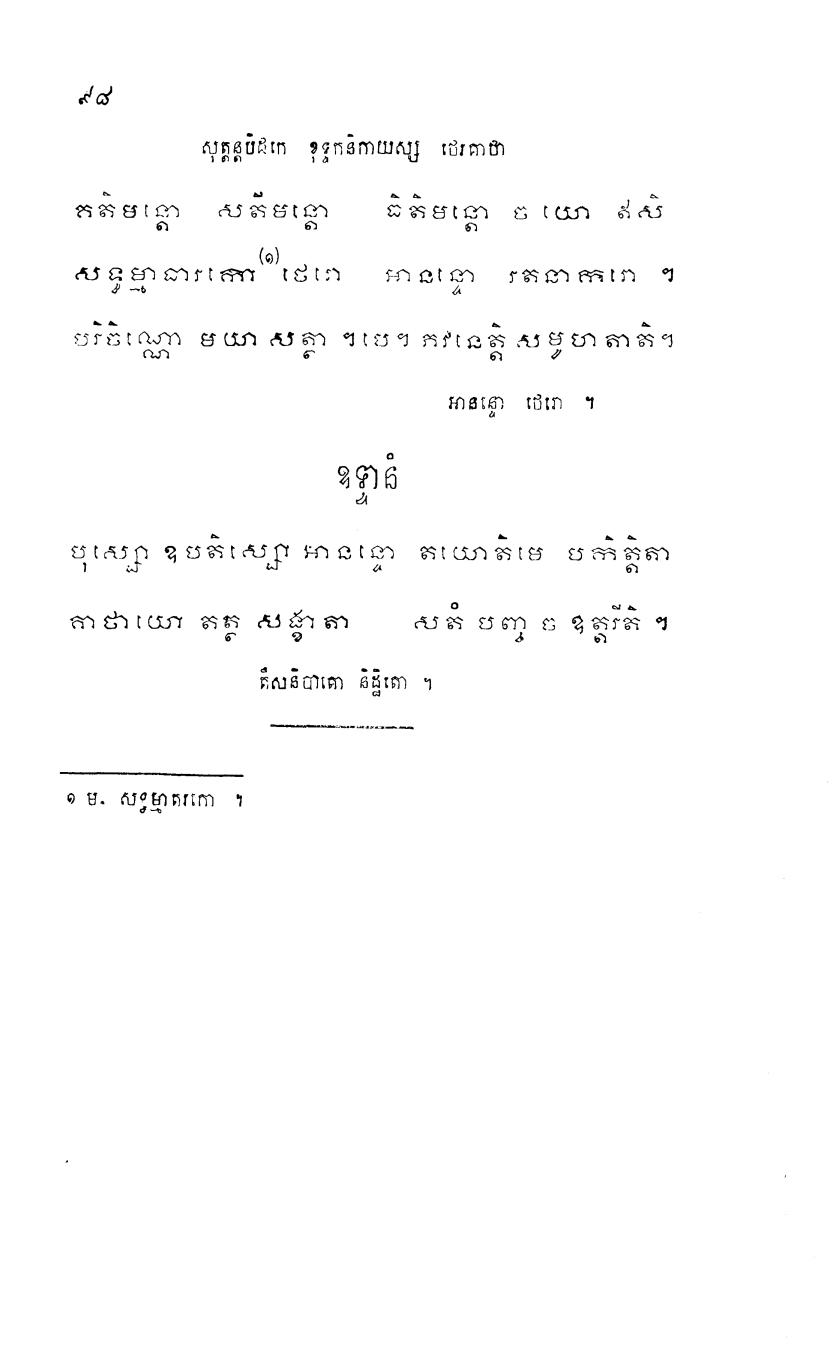 ៩៨
សុត្តន្តបិដកេ ខុទ្ទកនិកាយស្ស ថេរគាថា
គតិមន្តោ សតីមន្តោ ធិតិមន្តោ ច យោ ឥសិ
សទ្ធម្មាធារកោ(១) ថេរោ អានន្ទោ រតនាករោ ។
បរិចិណ្ណោ មយា សត្ថា ។បេ។ ភវនេត្តិ សមូហតាតិ។
អានន្ទោ ថេរោ ។
ឧទ្ទានំ
បុស្សោ ឧបតិស្សោ អានន្ទោ តយោតិមេ បកិត្តិតា
គាថាយោ តត្ថ សង្ខាតា សតំ បញ្ច ច ឧត្តរីតិ ។
តឹសនិបាតោ និដ្ឋិតោ ។
១ ម. សទ្ធម្មាតរកោ ។